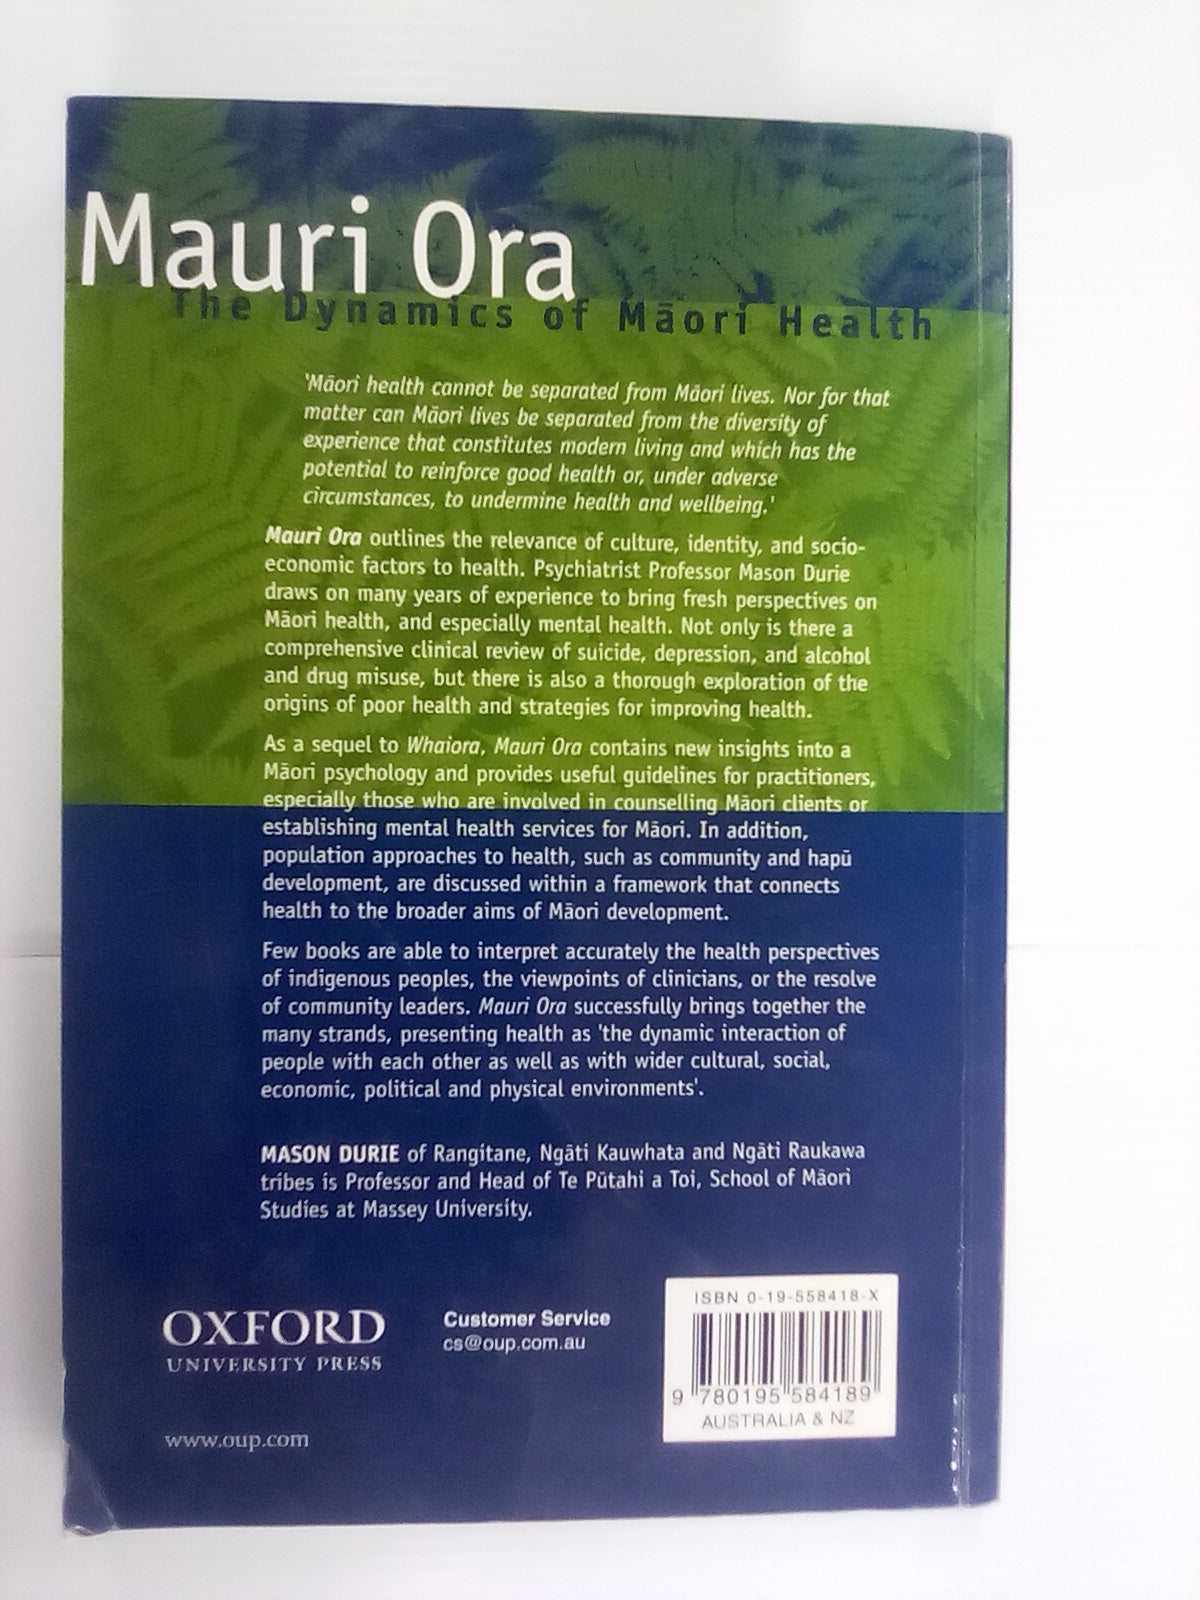 Mauri Ora
The Dynamics of Māori Health
'Māori health cannot be separated from Māori lives. Nor for that
matter can Māori lives be separated from the diversity of
experience that constitutes modern living and which has the
potential to reinforce good health or, under adverse
circumstances, to undermine health and wellbeing.'
Mauri Ora outlines the relevance of culture, identity, and socio-
economic factors to health. Psychiatrist Professor Mason Durie
draws on many years of experience to bring fresh perspectives on
Māori health, and especially mental health. Not only is there a
comprehensive clinical review of suicide, depression, and alcohol
and drug misuse, but there is also a thorough exploration of the
origins of poor health and strategies for improving health.
As a sequel to Whaiora, Mauri Ora contains new insights into a
Māori psychology and provides useful guidelines for practitioners,
especially those who are involved in counselling Māori clients or
establishing mental health services for Māori. In addition,
population approaches to health, such as community and hapū
development, are discussed within a framework that connects
health to the broader aims of Māori development.
Few books are able to interpret accurately the health perspectives
of indigenous peoples, the viewpoints of clinicians, or the resolve
of community leaders. Mauri Ora successfully brings together the
many strands, presenting health as 'the dynamic interaction of
people with each other as well as with wider cultural, social,
economic, political and physical environments'.
MASON DURIE of Rangitane, Ngāti Kauwhata and Ngāti Raukawa
tribes is Professor and Head of Te Pūtahi a Toi, School of Māori
Studies at Massey University.
OXFORD
UNIVERSITY PRESS
www.oup.com
Customer Service
cs@oup.com.au
ISBN 0-19-558418-X
9 780195 584189
AUSTRALIA & NZ